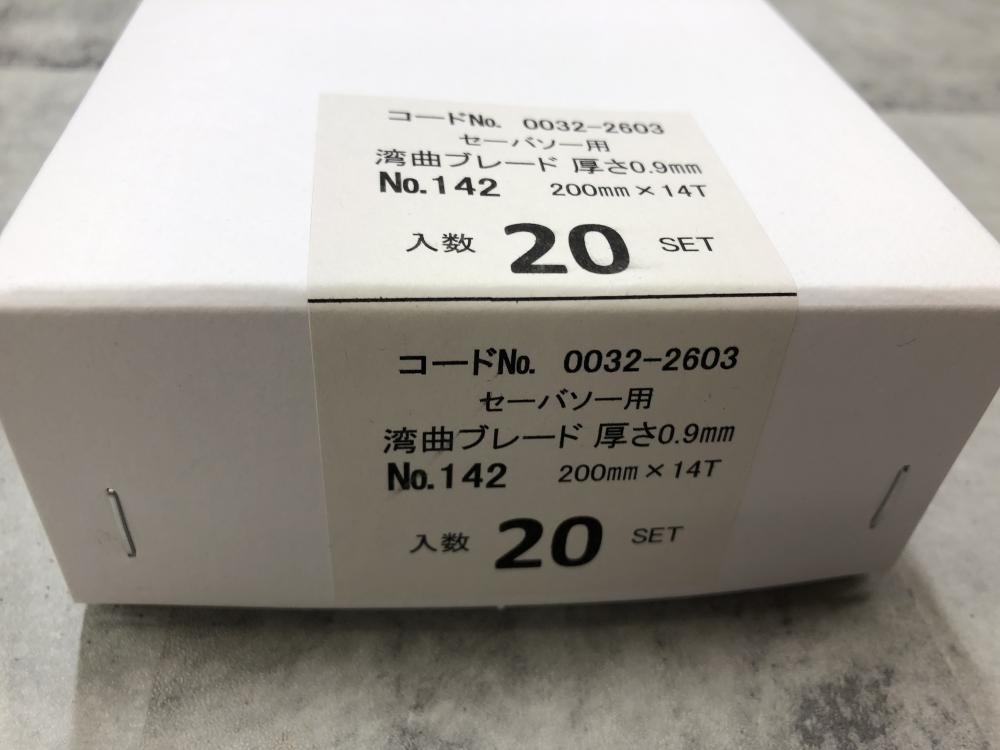 コードNo. 0032-2603
セーバソー用
湾曲ブレード 厚さ0.9mm
No.142 200mm×14T
入数 20 SET
コードNo. 0032-2603
セーバソー用
湾曲ブレード 厚さ0.9mm
No.142 200mm×14T
入数 20 SET